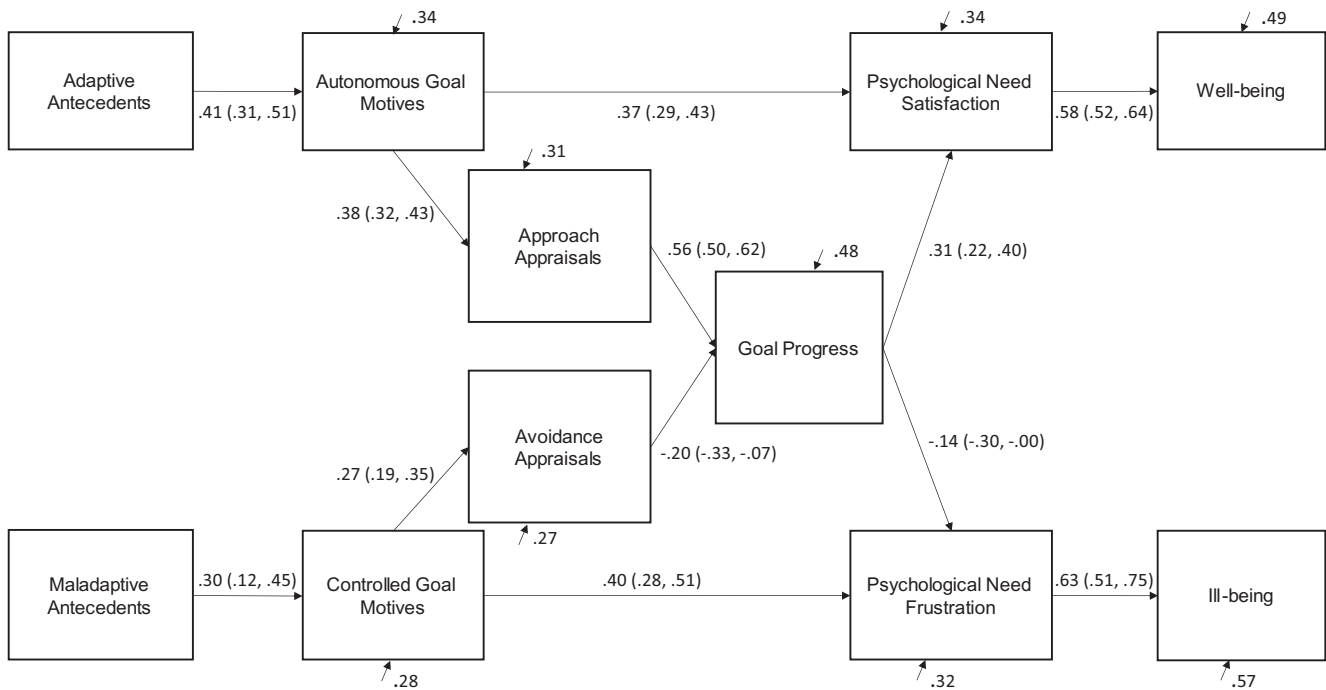 .34
.34
.49
Adaptive
Antecedents
.41 (.31, .51)
Autonomous Goal
Motives
.37 (.29, .43)
Psychological Need
Satisfaction
.58 (.52, .64)
Well-being
.31
.38 (.32, .43)
Approach
Appraisals
.56 (.50, .62)
.48
.31 (.22, .40)
Goal Progress
Avoidance
Appraisals
.27 (.19, .35)
-.20 (-.33, -.07)
-.14 (-.30, -.00)
.27
Maladaptive
Antecedents
.30 (.12, .45)
Controlled Goal
Motives
.40 (.28, .51)
Psychological Need
Frustration
.63 (.51, .75)
Ill-being
.28
.32
.57